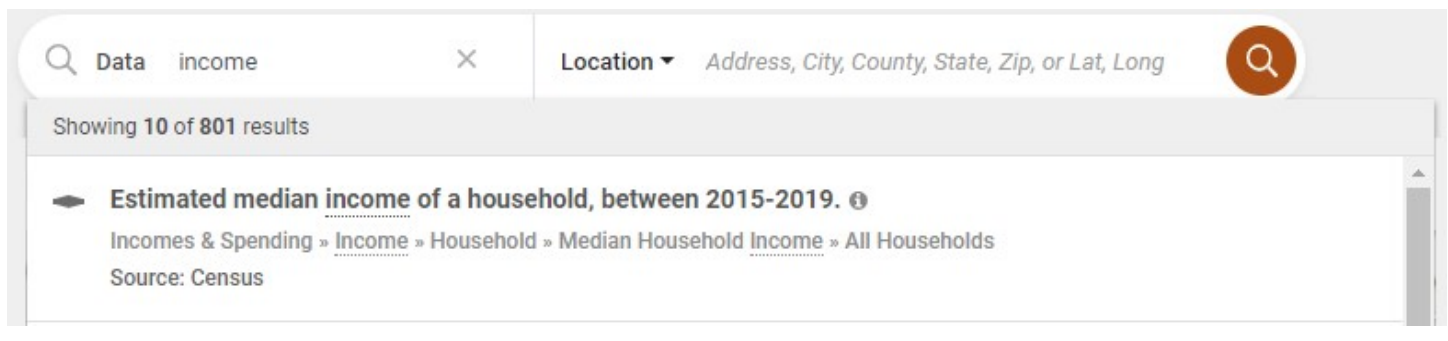 Data income × Location Address, City, County, State, Zip, or Lat, Long
Showing 10 of 801 results
Estimated median income of a household, between 2015-2019.
Incomes & Spending » Income » Household » Median Household Income » All Households
Source: Census